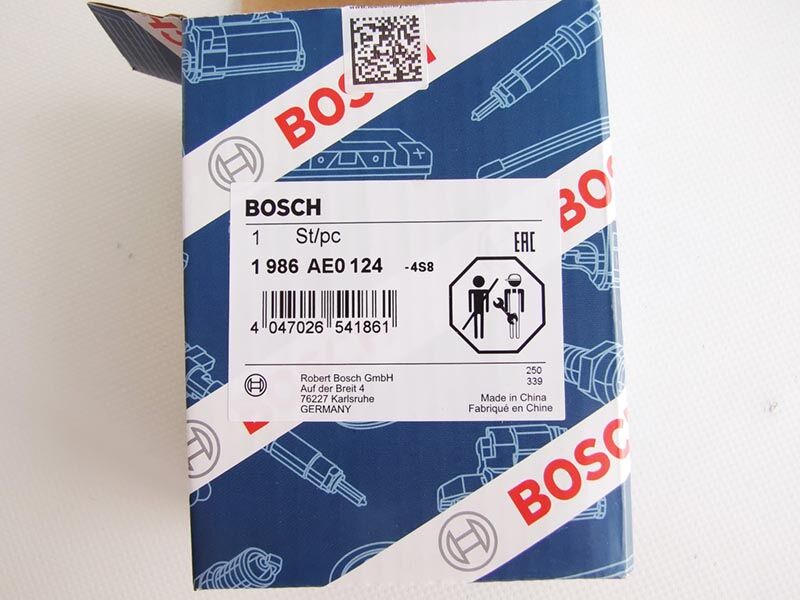 BOSCH
BOSCH
1 St/pc
EAC
1 986 AE0 124 -4S8
4 047026 541861
250
339
Robert Bosch GmbH
Auf der Breit 4
76227 Karlsruhe
GERMANY
Made in China
Fabriqué en Chine
BOSCH